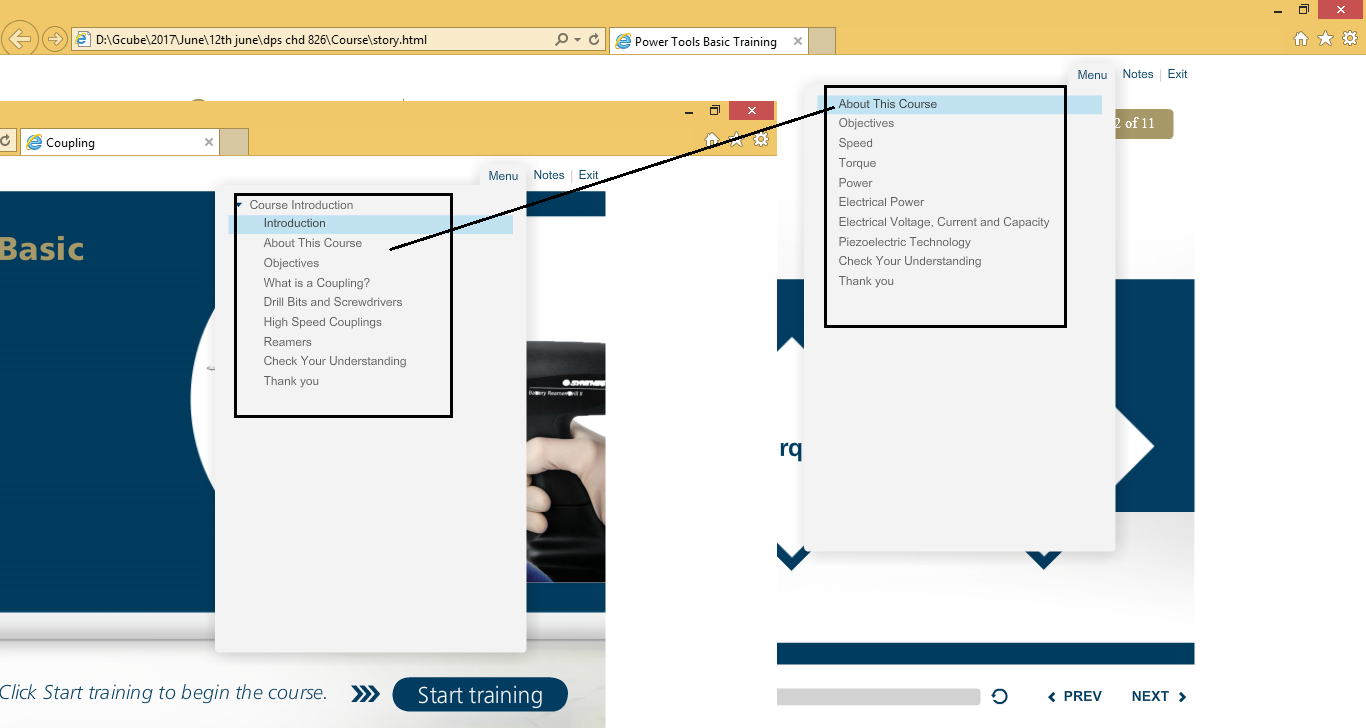 D:\Gcube\2017\June\12th june\dps chd 826\Course\story.html
Power Tools Basic Training
Menu
Notes
Exit
About This Course
Objectives
Speed
Torque
Power
Electrical Power
Electrical Voltage, Current and Capacity
Piezoelectric Technology
Check Your Understanding
Thank you
2 of 11
rq
PREV
NEXT
Coupling
Menu
Notes
Exit
Course Introduction
Introduction
About This Course
Objectives
What is a Coupling?
Drill Bits and Screwdrivers
High Speed Couplings
Reamers
Check Your Understanding
Thank you
Basic
Click Start training to begin the course.
Start training